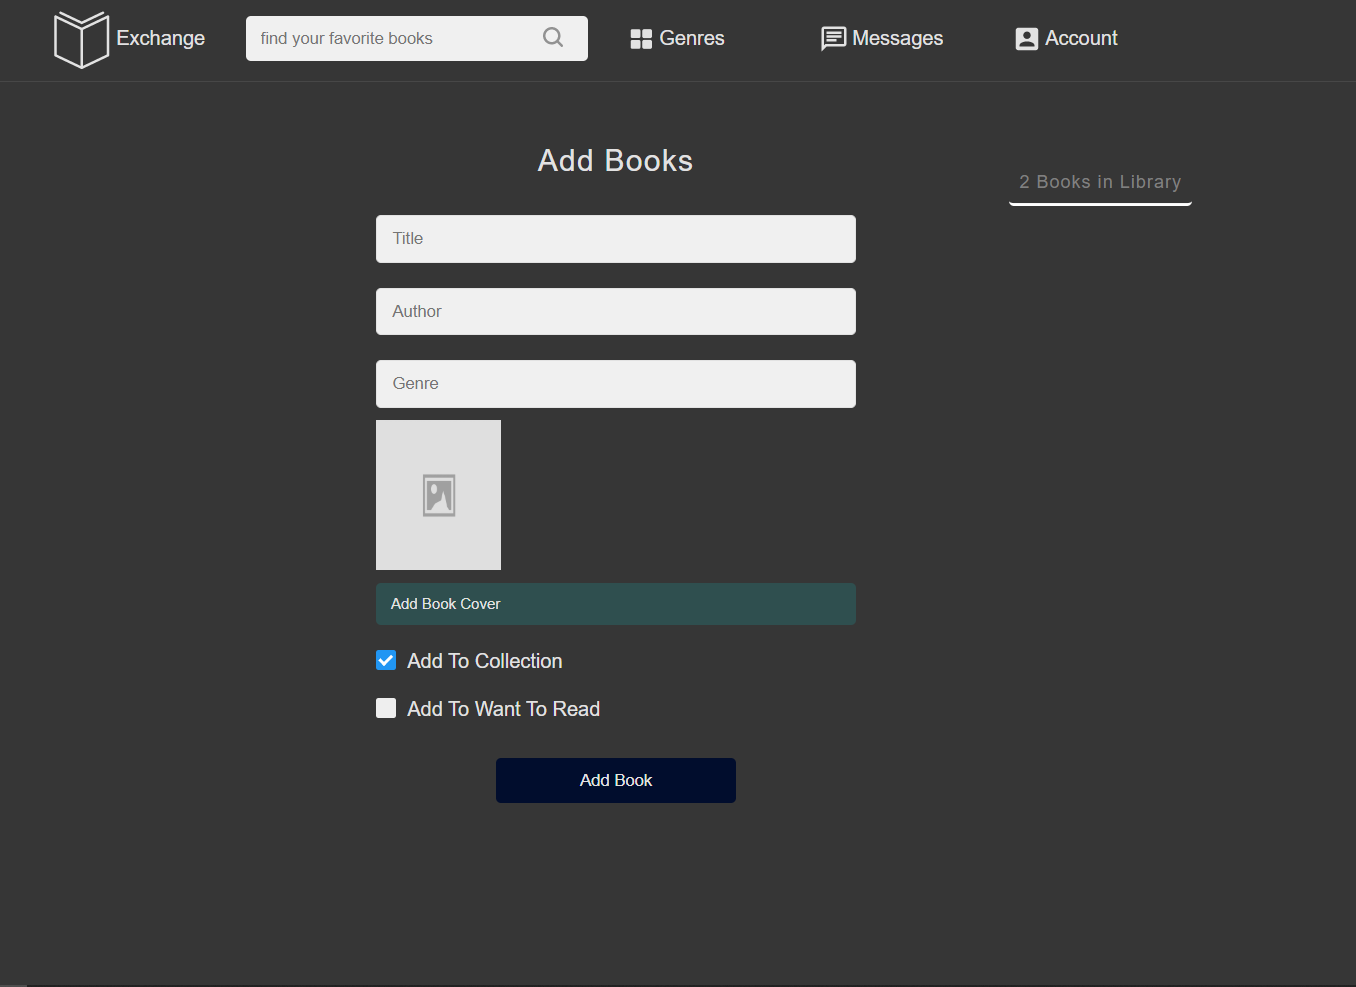 Exchange
find your favorite books
Genres
Messages
Account
Add Books
2 Books in Library
Title
Author
Genre
Add Book Cover
Add To Collection
Add To Want To Read
Add Book